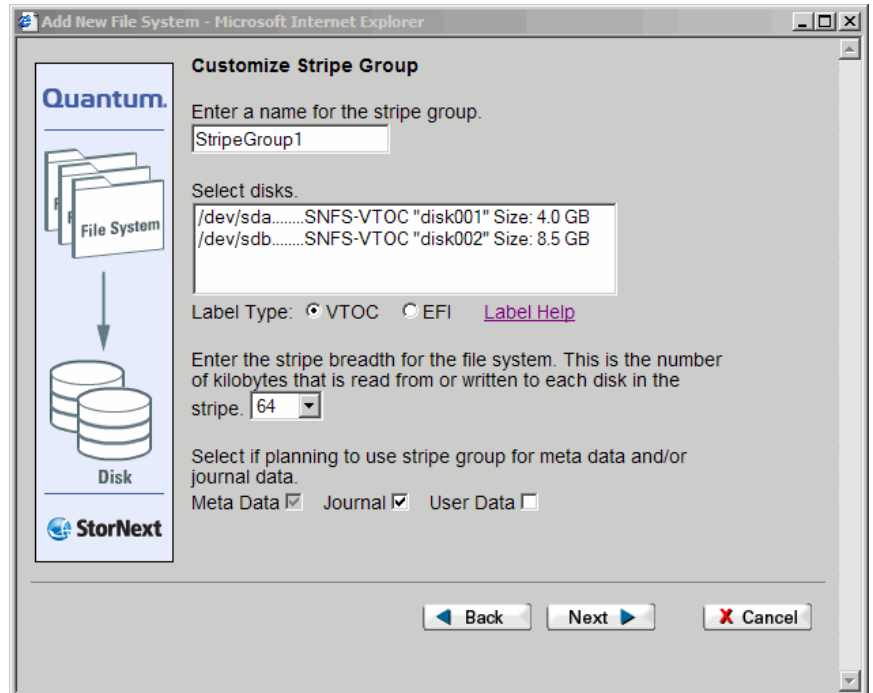 Add New File System - Microsoft Internet Explorer
Quantum.
File System
Disk
StorNext
Customize Stripe Group
Enter a name for the stripe group.
StripeGroup1
Select disks.
/dev/sda.......SNFS-VTOC "disk001" Size: 4.0 GB
/dev/sdb.......SNFS-VTOC "disk002" Size: 8.5 GB
Label Type: VTOC EFI Label Help
Enter the stripe breadth for the file system. This is the number
of kilobytes that is read from or written to each disk in the
stripe. 64
Select if planning to use stripe group for meta data and/or
journal data.
Meta Data Journal User Data
Back Next X Cancel